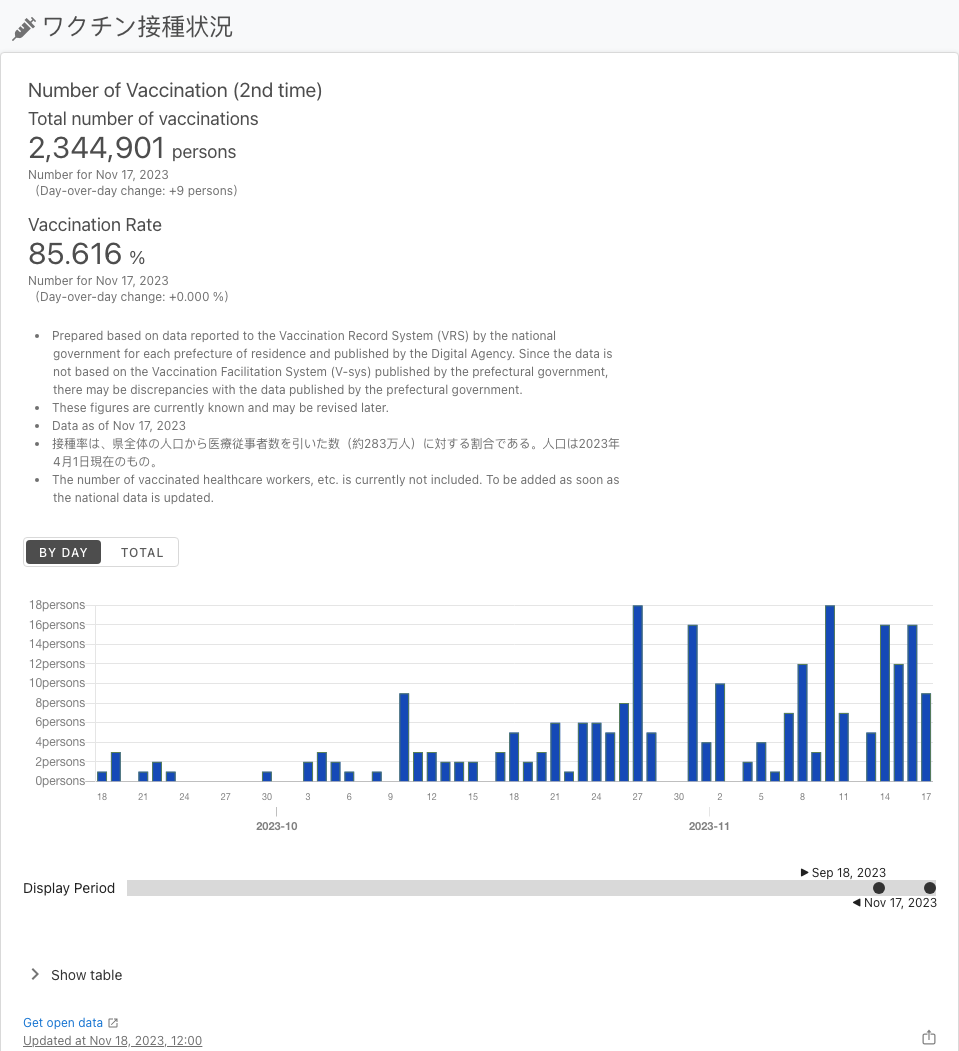 ワクチン接種状況
Number of Vaccination (2nd time)
Total number of vaccinations
2,344,901 persons
Number for Nov 17, 2023
(Day-over-day change: +9 persons)
Vaccination Rate
85.616 %
Number for Nov 17, 2023
(Day-over-day change: +0.000 %)
• Prepared based on data reported to the Vaccination Record System (VRS) by the national
government for each prefecture of residence and published by the Digital Agency. Since the data is
not based on the Vaccination Facilitation System (V-sys) published by the prefectural government,
there may be discrepancies with the data published by the prefectural government.
• These figures are currently known and may be revised later.
• Data as of Nov 17, 2023
• 接種率は、県全体の人口から医療従事者数を引いた数（約283万人）に対する割合である。人口は2023年
4月1日現在のもの。
• The number of vaccinated healthcare workers, etc. is currently not included. To be added as soon as
the national data is updated.
BY DAY TOTAL
18persons
16persons
14persons
12persons
10persons
8persons
6persons
4persons
2persons
0persons
18 21 24 27 30 3 6 9 12 15 18 21 24 27 30 2 5 8 11 14 17
2023-10 2023-11
Sep 18, 2023
Display Period
Nov 17, 2023
Show table
Get open data
Updated at Nov 18, 2023, 12:00